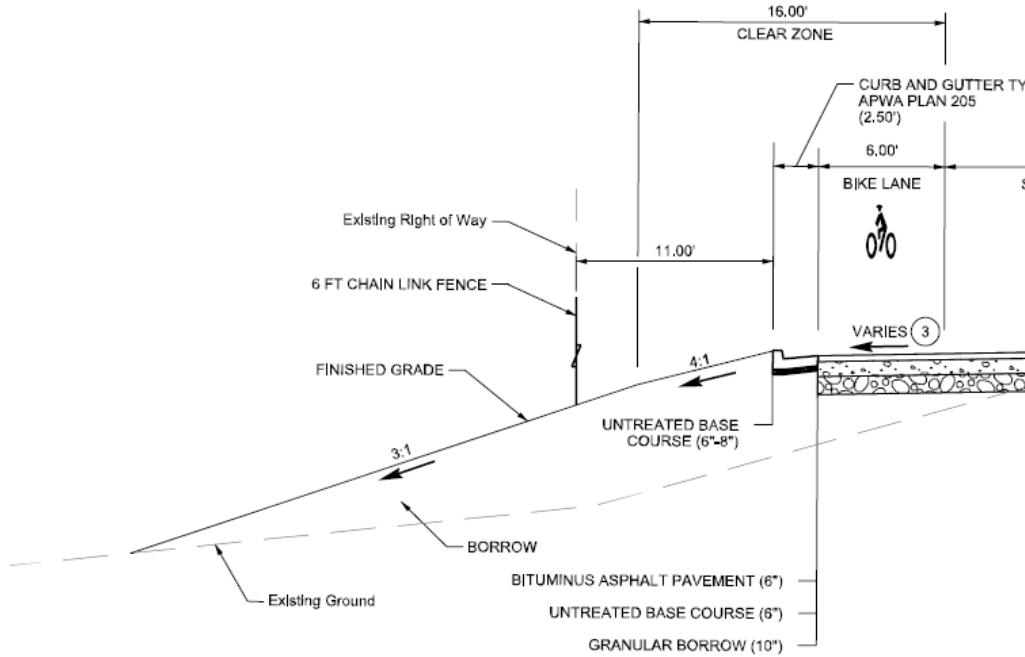 16.00'
CLEAR ZONE
CURB AND GUTTER TY
APWA PLAN 205
(2.50')
6.00'
BIKE LANE
S
Existing Right of Way
11.00'
6 FT CHAIN LINK FENCE
VARIES 3
FINISHED GRADE
4:1
UNTREATED BASE
COURSE (6"-8")
3:1
BORROW
BITUMINUS ASPHALT PAVEMENT (6")
Existing Ground
UNTREATED BASE COURSE (6")
GRANULAR BORROW (10")